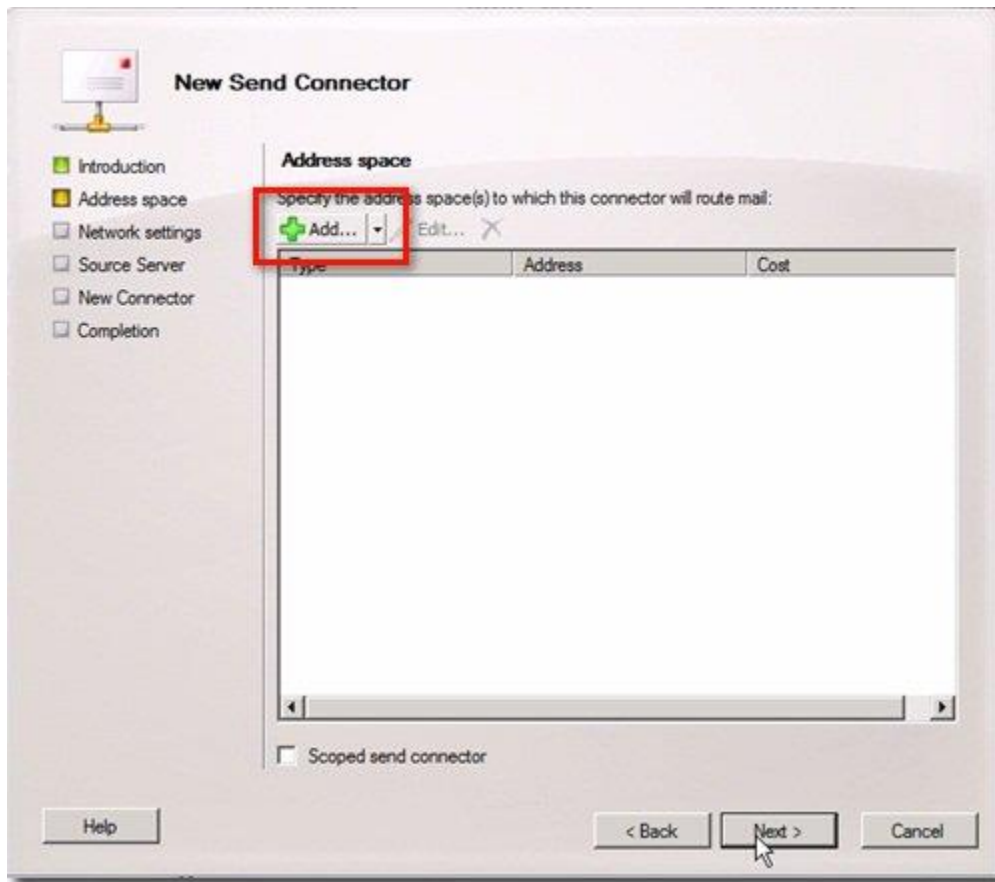 New Send Connector
Introduction
Address space
Network settings
Source Server
New Connector
Completion
Address space
Specify the address space(s) to which this connector will route mail:
Add... Edit...
Type Address Cost
Scoped send connector
Help < Back Next > Cancel